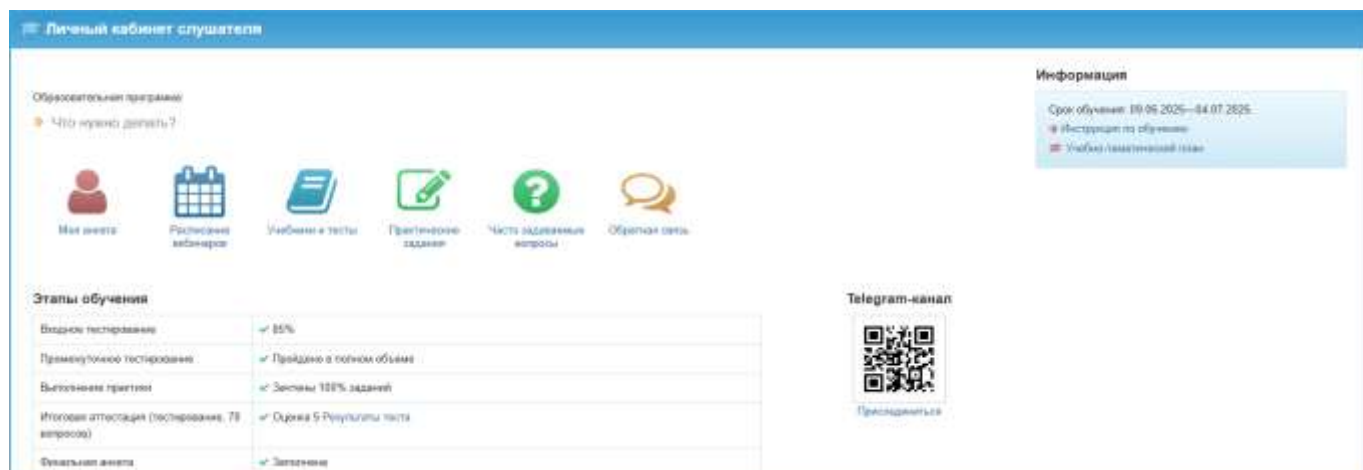 Личный кабинет слушателя
Образовательная программа:
Что нужно делать?
Моя анкета
Расписание вебинаров
Учебники и тесты
Практические задания
Часто задаваемые вопросы
Обратная связь
Информация
Срок обучения: 09.06.2025—04.07.2025.
Инструкция по обучению
Учебно-тематический план
Этапы обучения
Входное тестирование
85%
Промежуточное тестирование
Пройдено в полном объеме
Выполнение практики
Зачтены 100% заданий
Итоговая аттестация (тестирование, 70
вопросов)
Оценка 5 Результаты теста
Финальная анкета
Заполнена
Telegram-канал
Присоединиться